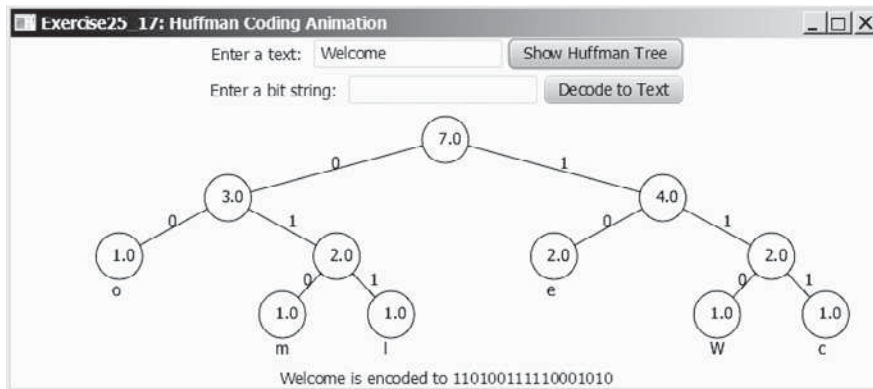 Exercise25_17: Huffman Coding Animation
Enter a text: Welcome Show Huffman Tree
Enter a bit string: Decode to Text
7.0
0 1
3.0 4.0
0 1 0 1
1.0 2.0 2.0 2.0
o 0 1 e 0 1
1.0 1.0 1.0 1.0
m l W c
Welcome is encoded to 110100111110001010